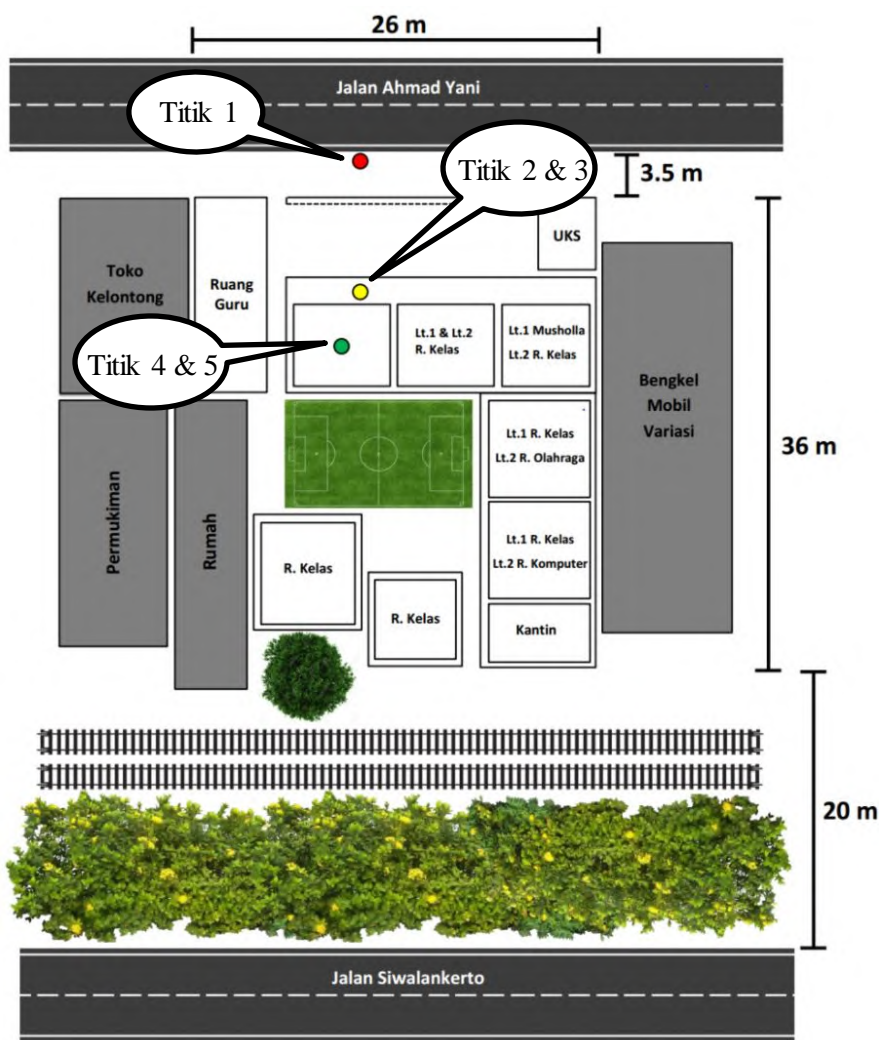 26 m
Jalan Ahmad Yani
Titik 1
Titik 2 & 3
3.5 m
UKS
Toko
Kelontong
Ruang
Guru
Lt.1 & Lt.2
R. Kelas
Lt.1 Musholla
Lt.2 R. Kelas
Titik 4 & 5
Bengkel
Mobil
Variasi
Lt.1 R. Kelas
Lt.2 R. Olahraga
36 m
Permukiman
Rumah
Lt.1 R. Kelas
Lt.2 R. Komputer
R. Kelas
R. Kelas
Kantin
20 m
Jalan Siwalankerto